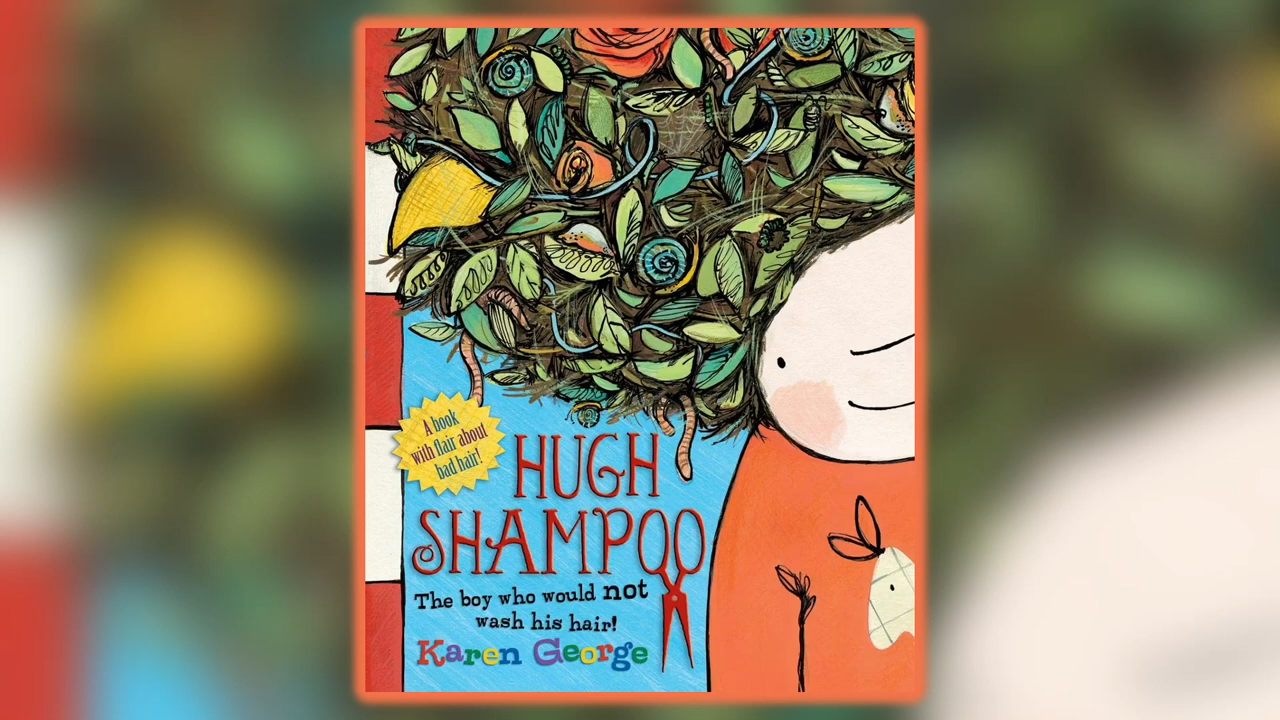 A book
with flair about
bad hair!
HUGH
SHAMPOO
The boy who would not
wash his hair!
Karen George